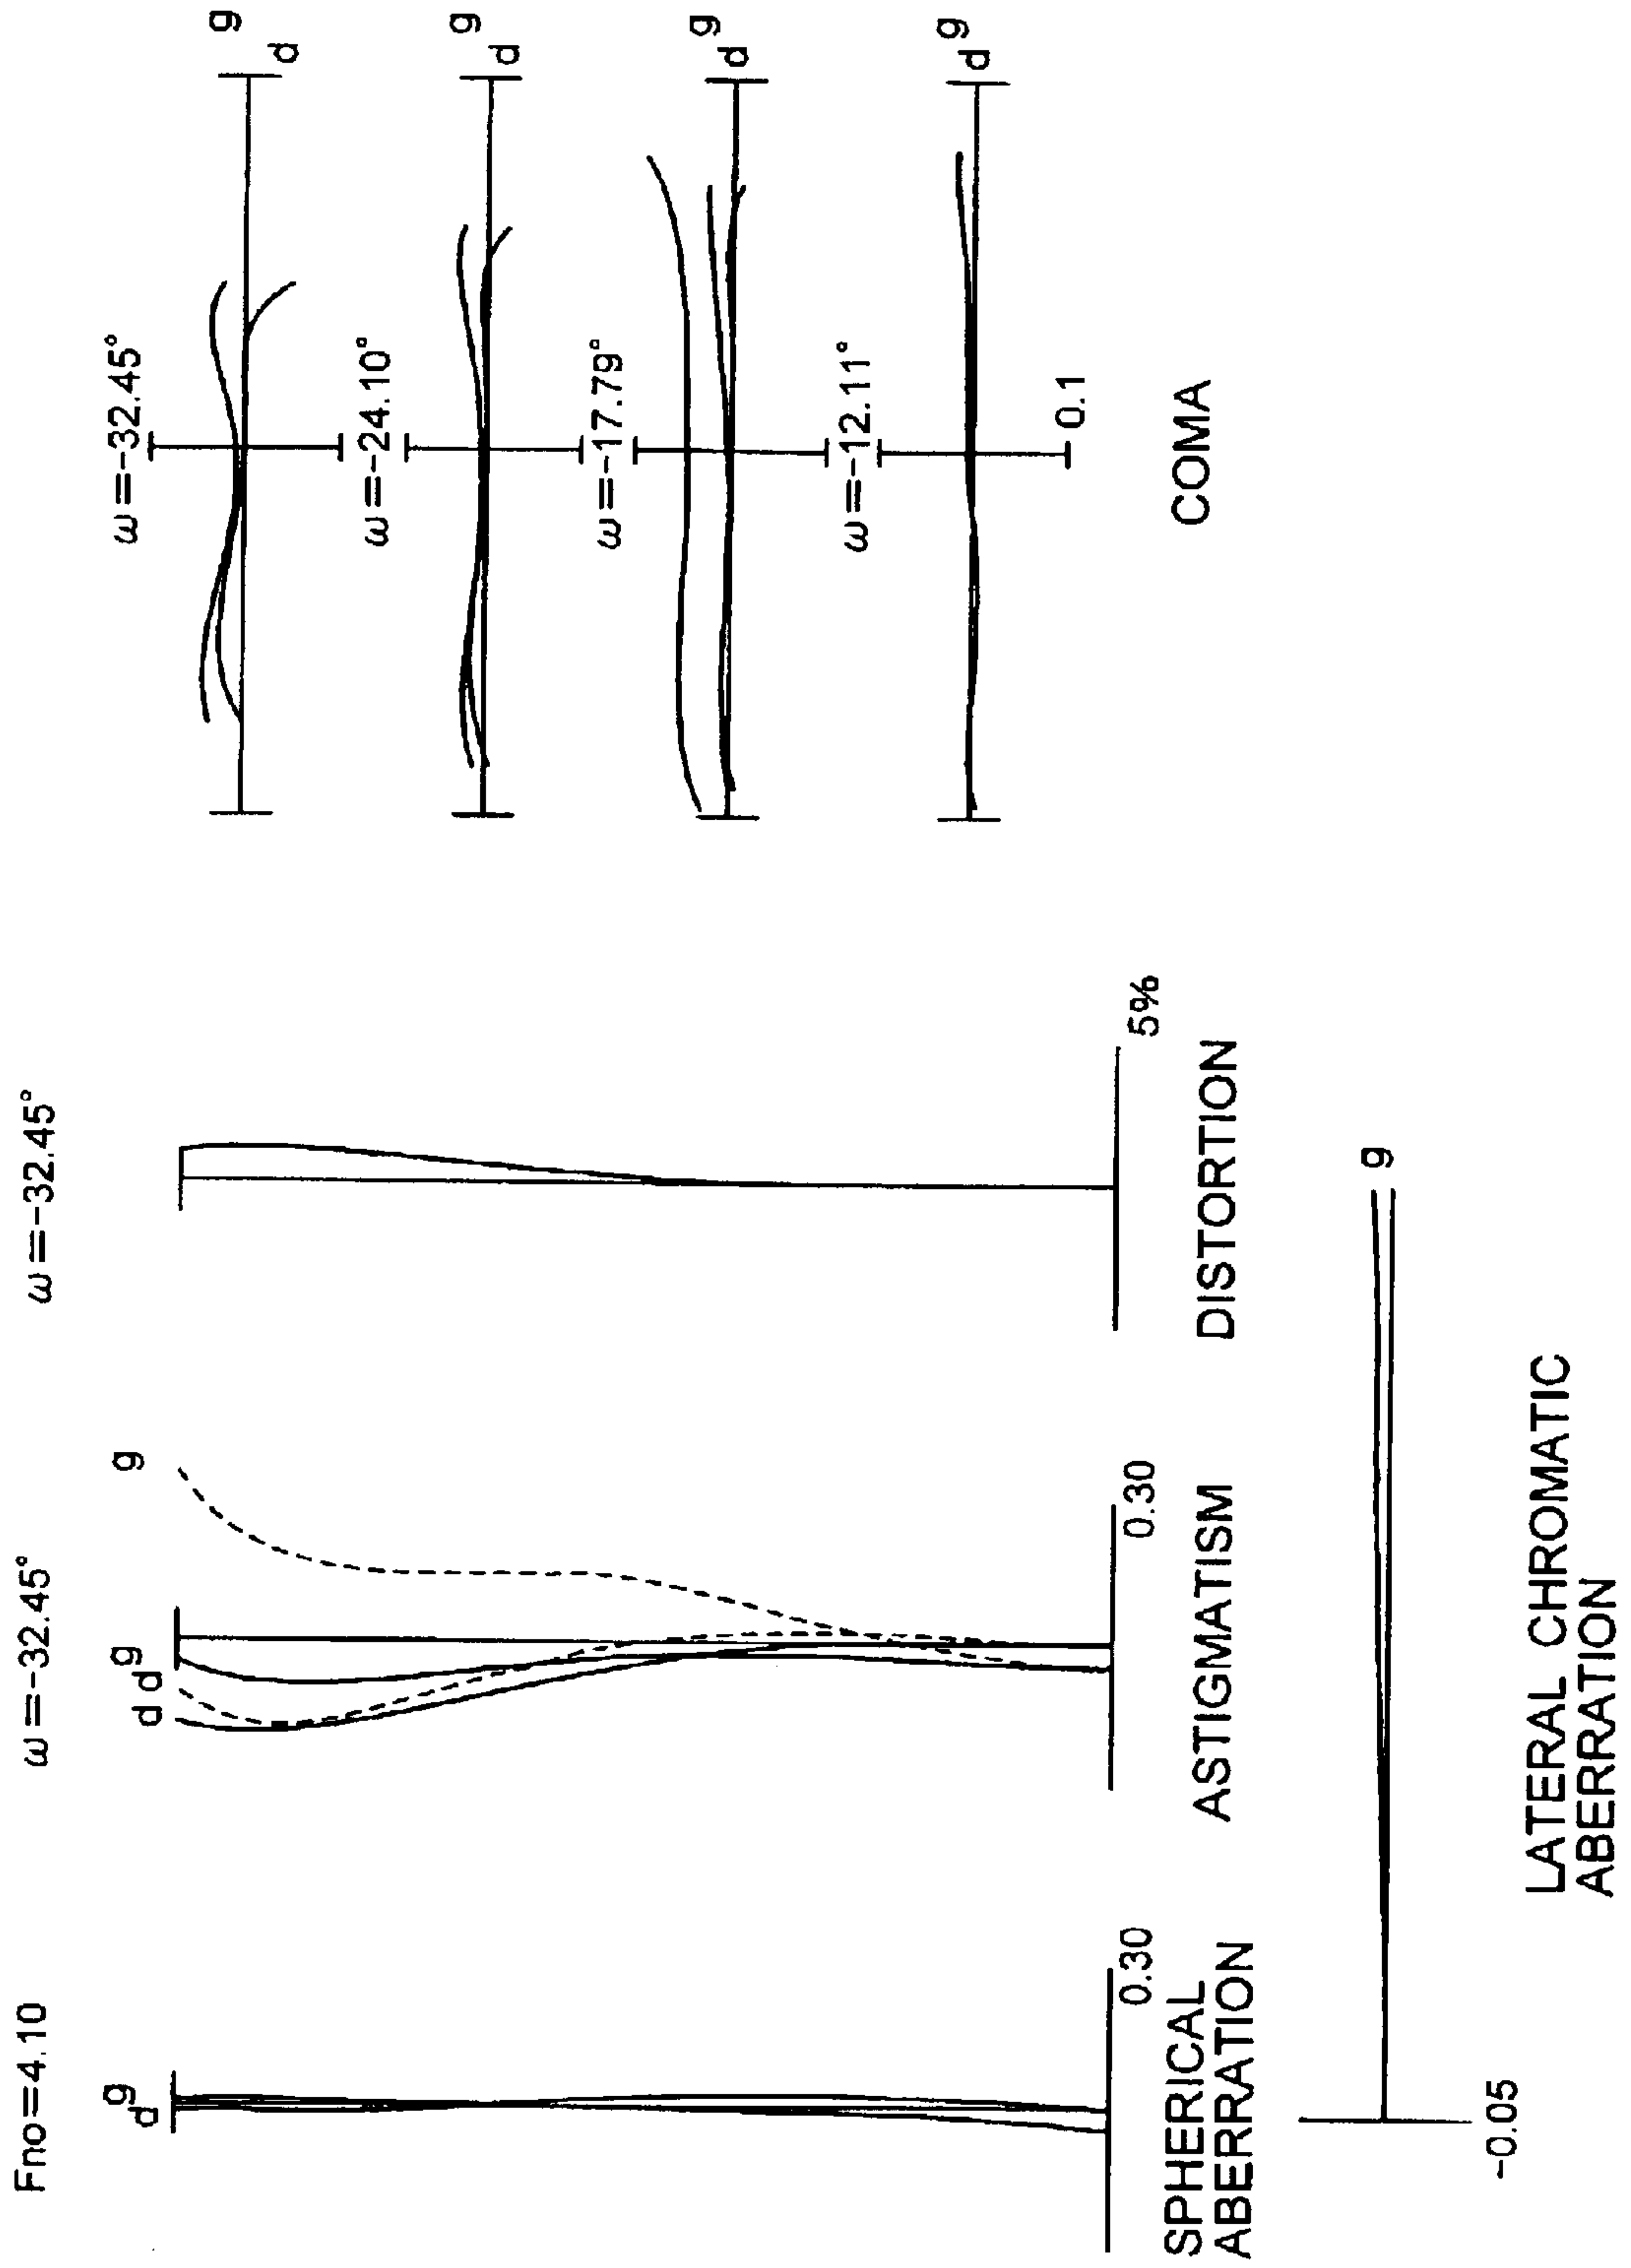 Fno=4.10
g
d
0.30
SPHERICAL
ABERRATION
ω=-32.45°
g
g
d
d
0.30
ASTIGMATISM
ω=-32.45°
5%
DISTORTION
ω=-32.45°
g
d
ω=-24.10°
g
d
ω=-17.79°
g
d
ω=-12.11°
g
d
0.1
COMA
-0.05
g
LATERAL CHROMATIC
ABERRATION